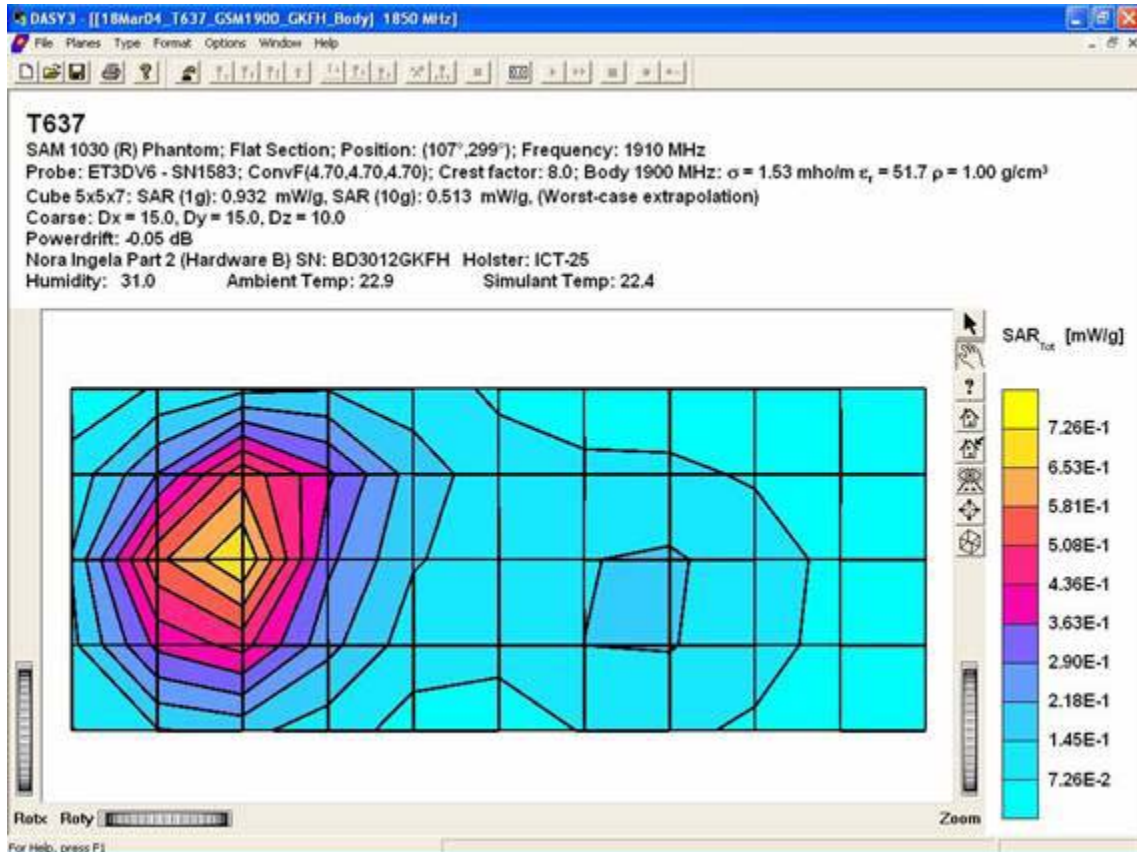 DASY3 - [[18Mar04_T637_GSM1900_GKFH_Body] 1850 MHz]
File Planes Type Format Options Window Help
T637
SAM 1030 (R) Phantom; Flat Section; Position: (107°,299°); Frequency: 1910 MHz
Probe: ET3DV6 - SN1583; ConvF(4.70,4.70,4.70); Crest factor: 8.0; Body 1900 MHz: σ = 1.53 mho/m εr = 51.7 ρ = 1.00 g/cm³
Cube 5x5x7: SAR (1g): 0.932 mW/g, SAR (10g): 0.513 mW/g, (Worst-case extrapolation)
Coarse: Dx = 15.0, Dy = 15.0, Dz = 10.0
Powerdrift: -0.05 dB
Nora Ingela Part 2 (Hardware B) SN: BD3012GKFH Holster: ICT-25
Humidity: 31.0 Ambient Temp: 22.9 Simulant Temp: 22.4
SARTot [mW/g]
7.26E-1
6.53E-1
5.81E-1
5.08E-1
4.36E-1
3.63E-1
2.90E-1
2.18E-1
1.45E-1
7.26E-2
Rotx Roty Zoom
For Help, press F1